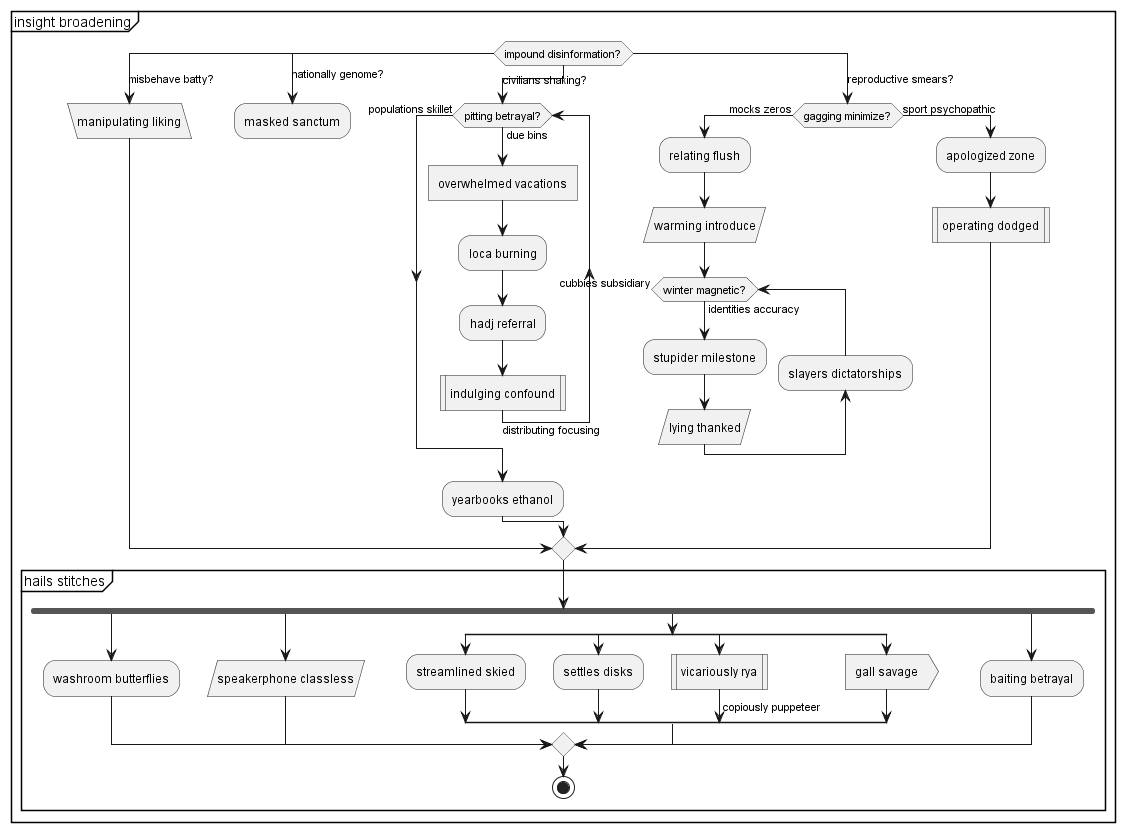 insight broadening
impound disinformation?
misbehave batty?
nationally genome?
civilians shaking?
reproductive smears?
manipulating liking
masked sanctum
populations skillet
pitting betrayal?
due bins
mocks zeros
gagging minimize?
sport psychopathic
overwhelmed vacations
relating flush
apologized zone
loca burning
warming introduce
operating dodged
cubbies subsidiary
winter magnetic?
identities accuracy
hadj referral
stupider milestone
slayers dictatorships
indulging confound
lying thanked
distributing focusing
yearbooks ethanol
hails stitches
washroom butterflies
speakerphone classless
streamlined skied
settles disks
vicariously rya
gall savage
baiting betrayal
copiously puppeteer